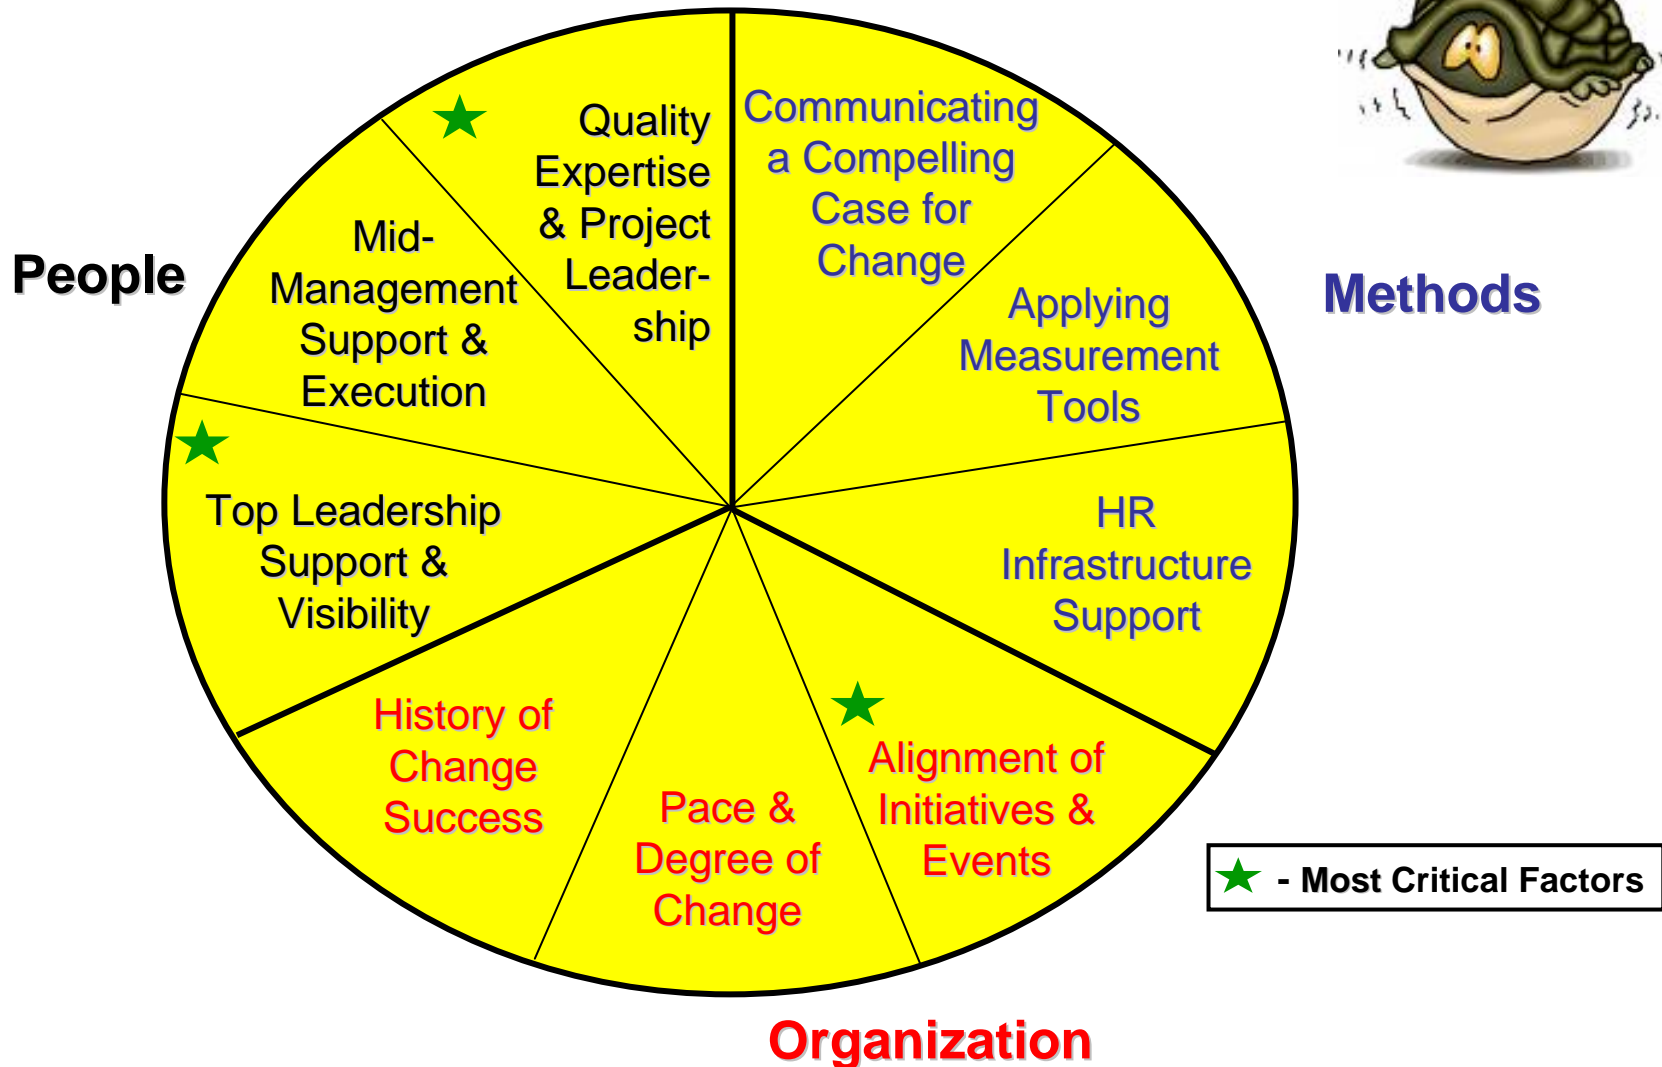 People
Quality
Expertise
& Project
Leader-
ship
Mid-
Management
Support &
Execution
Top Leadership
Support &
Visibility
Communicating
a Compelling
Case for
Change
Applying
Measurement
Tools
HR
Infrastructure
Support
Methods
History of
Change
Success
Pace &
Degree of
Change
Alignment of
Initiatives &
Events
- Most Critical Factors
Organization